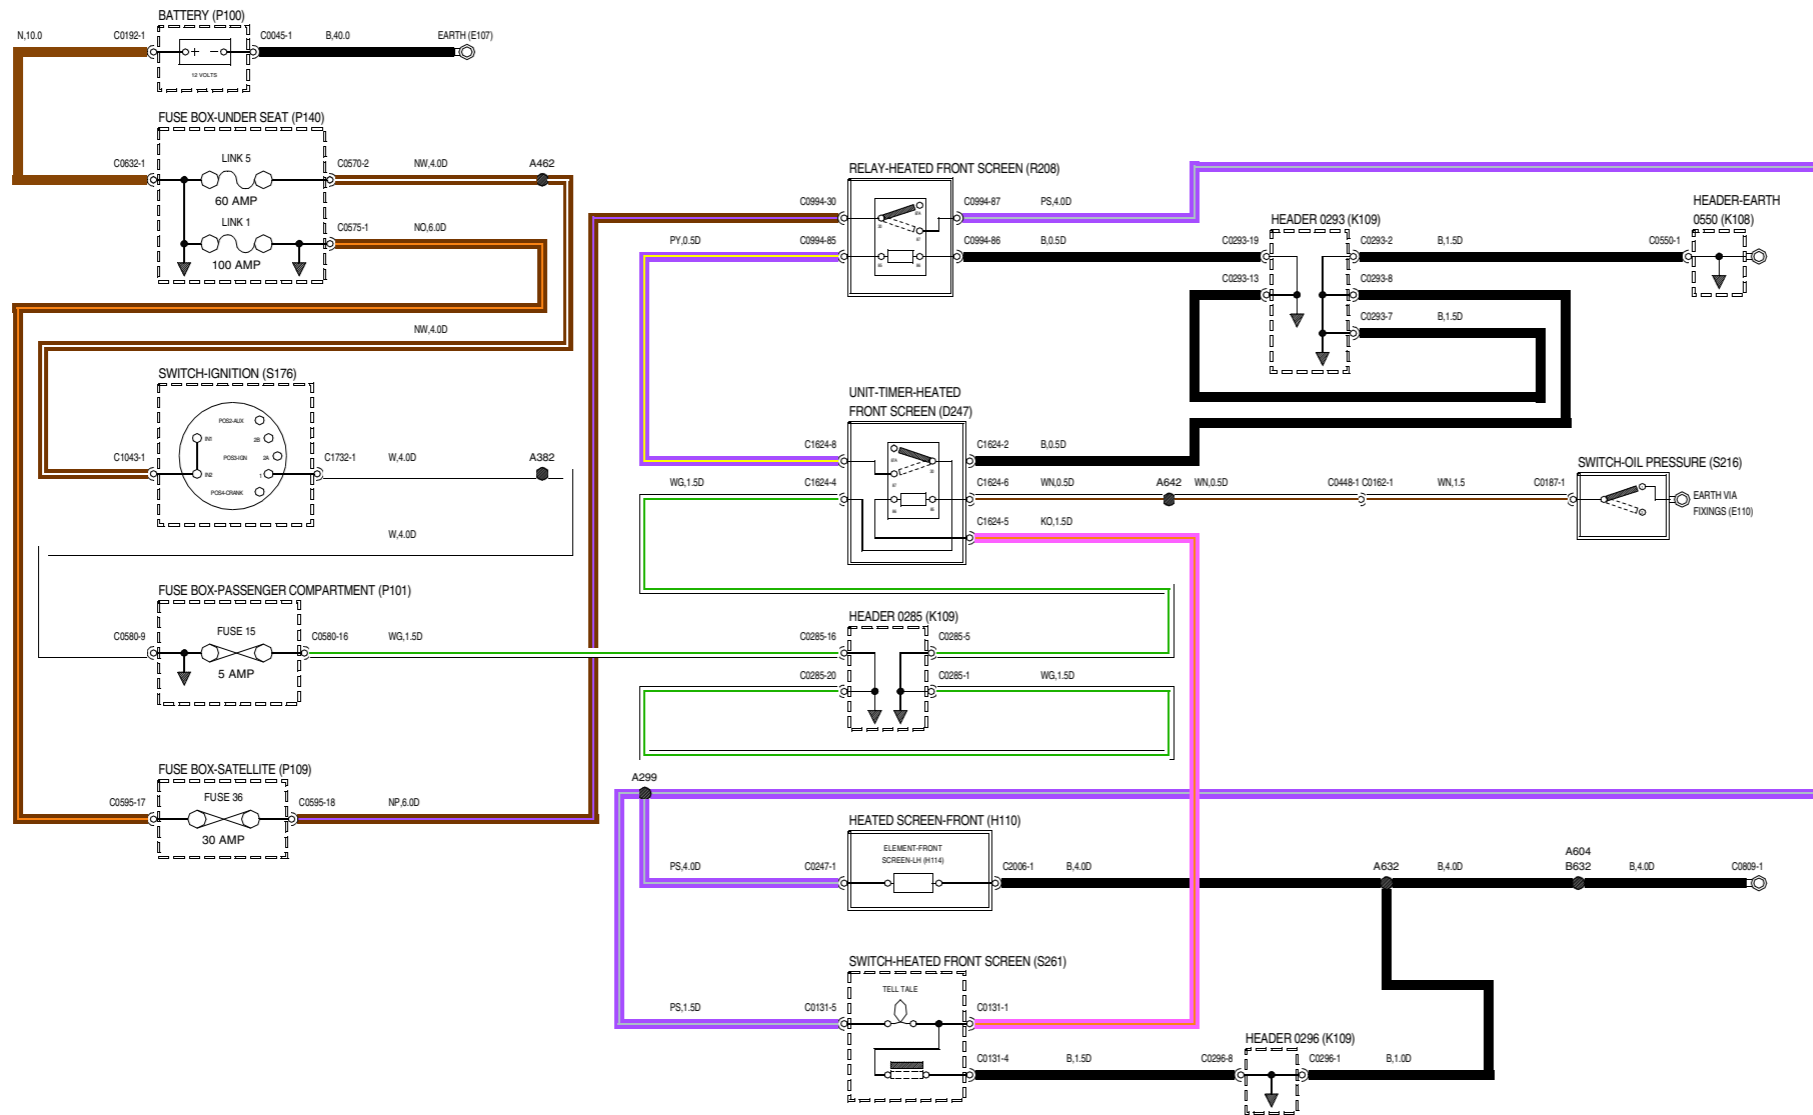 BATTERY (P100)
N,10.0
C0192-1
C0045-1
B,40.0
EARTH (E107)
12 VOLTS
FUSE BOX-UNDER SEAT (P140)
C0632-1
LINK 5
60 AMP
C0570-2
NW,4.0D
A462
LINK 1
100 AMP
C0575-1
NO,6.0D
NW,4.0D
SWITCH-IGNITION (S176)
POS2-AUX
IN1
2B
POS3-IGN
2A
C1043-1
IN2
1
POS4-CRANK
C1732-1
W,4.0D
A382
W,4.0D
FUSE BOX-PASSENGER COMPARTMENT (P101)
C0580-9
FUSE 15
5 AMP
C0580-16
WG,1.5D
FUSE BOX-SATELLITE (P109)
C0595-17
FUSE 36
30 AMP
C0595-18
NP,6.0D
RELAY-HEATED FRONT SCREEN (R208)
C0994-30
C0994-87
PS,4.0D
PY,0.5D
C0994-85
C0994-86
B,0.5D
HEADER 0293 (K109)
C0293-19
C0293-2
B,1.5D
C0550-1
HEADER-EARTH
0550 (K108)
C0293-13
C0293-8
C0293-7
B,1.5D
UNIT-TIMER-HEATED
FRONT SCREEN (D247)
C1624-8
C1624-2
B,0.5D
WG,1.5D
C1624-4
C1624-6
WN,0.5D
A642
WN,0.5D
C0448-1
C0162-1
WN,1.5
C0187-1
SWITCH-OIL PRESSURE (S216)
EARTH VIA
FIXINGS (E110)
C1624-5
KO,1.5D
HEADER 0285 (K109)
C0285-16
C0285-5
C0285-20
C0285-1
WG,1.5D
A299
HEATED SCREEN-FRONT (H110)
ELEMENT-FRONT
SCREEN-LH (H114)
PS,4.0D
C0247-1
C2006-1
B,4.0D
A632
B,4.0D
A604
B632
B,4.0D
C0809-1
SWITCH-HEATED FRONT SCREEN (S261)
TELL TALE
PS,1.5D
C0131-5
C0131-1
C0131-4
B,1.5D
C0296-8
HEADER 0296 (K109)
C0296-1
B,1.0D